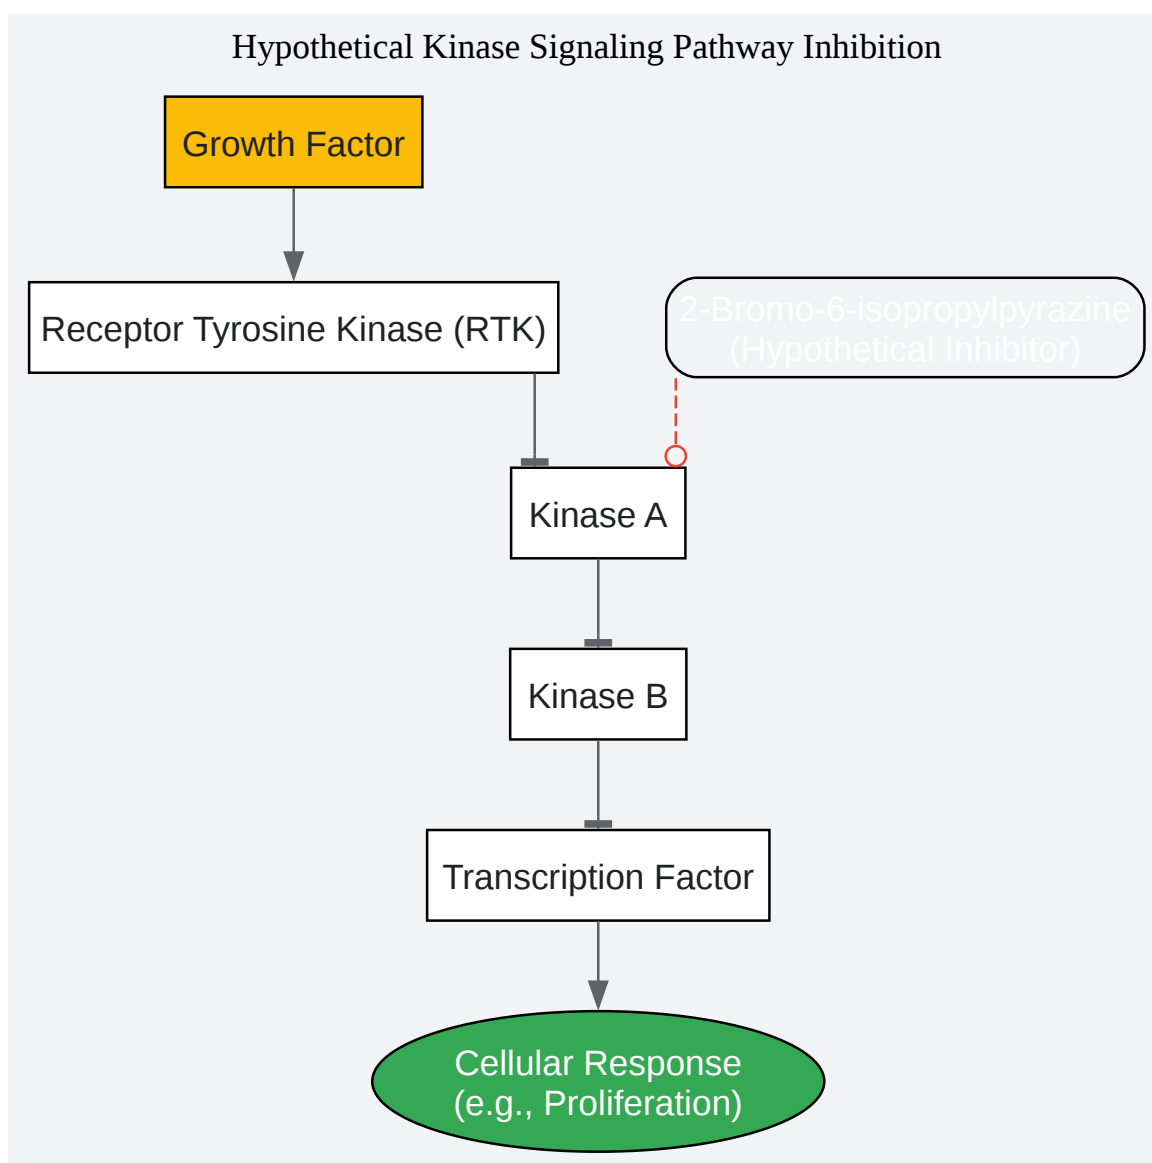 Hypothetical Kinase Signaling Pathway Inhibition
Growth Factor
Receptor Tyrosine Kinase (RTK)
2-Bromo-6-isopropylpyrazine
(Hypothetical Inhibitor)
Kinase A
Kinase B
Transcription Factor
Cellular Response
(e.g., Proliferation)